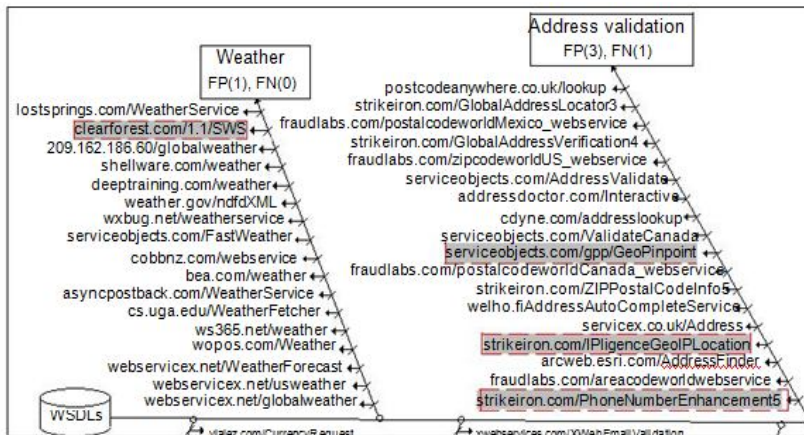 Weather
FP(1), FN(0)
lostsprings.com/WeatherService
clearforest.com/1.1/SWS
209.162.186.60/globalweather
shellware.com/weather
deeptraining.com/weather
weather.gov/ndfdXML
wxbug.net/weatherservice
serviceobjects.com/FastWeather
cobbnz.com/webservice
bea.com/weather
asyncpostback.com/WeatherService
cs.uga.edu/WeatherFetcher
ws365.net/weather
wopos.com/Weather
webservicex.net/WeatherForecast
webservicex.net/usweather
webservicex.net/globalweather
Address validation
FP(3), FN(1)
postcodeanywhere.co.uk/lookup
strikeiron.com/GlobalAddressLocator3
fraudlabs.com/postalcodeworldMexico_webservice
strikeiron.com/GlobalAddressVerification4
fraudlabs.com/zipcodeworldUS_webservice
serviceobjects.com/AddressValidate
addressdoctor.com/Interactive
cdyne.com/addresslookup
serviceobjects.com/ValidateCanada
serviceobjects.com/gpp/GeoPinpoint
fraudlabs.com/postalcodeworldCanada_webservice
strikeiron.com/ZIPPostalCodeInfo5
welho.fiAddressAutoCompleteService
servicex.co.uk/Address
strikeiron.com/IPligenceGeoIPLocation
arcweb.esri.com/AddressFinder
fraudlabs.com/areacodeworldwebservice
strikeiron.com/PhoneNumberEnhancement5
WSDLs